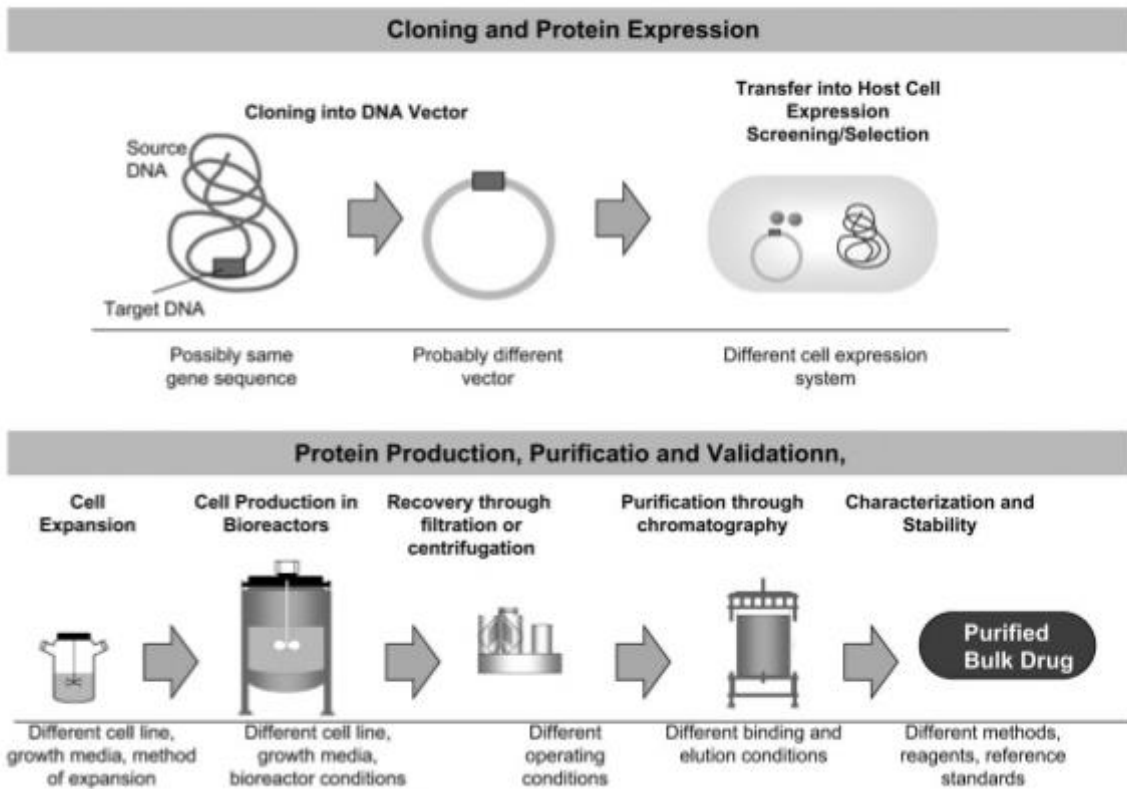 Cloning and Protein Expression
Cloning into DNA Vector
Transfer into Host Cell
Expression
Screening/Selection
Source
DNA
Target DNA
Possibly same
gene sequence
Probably different
vector
Different cell expression
system
Protein Production, Purificatio and Validationn,
Cell
Expansion
Cell Production in
Bioreactors
Recovery through
filtration or
centrifugation
Purification through
chromatography
Characterization and
Stability
Purified
Bulk Drug
Different cell line,
growth media, method
of expansion
Different cell line,
growth media,
bioreactor conditions
Different
operating
conditions
Different binding and
elution conditions
Different methods,
reagents, reference
standards